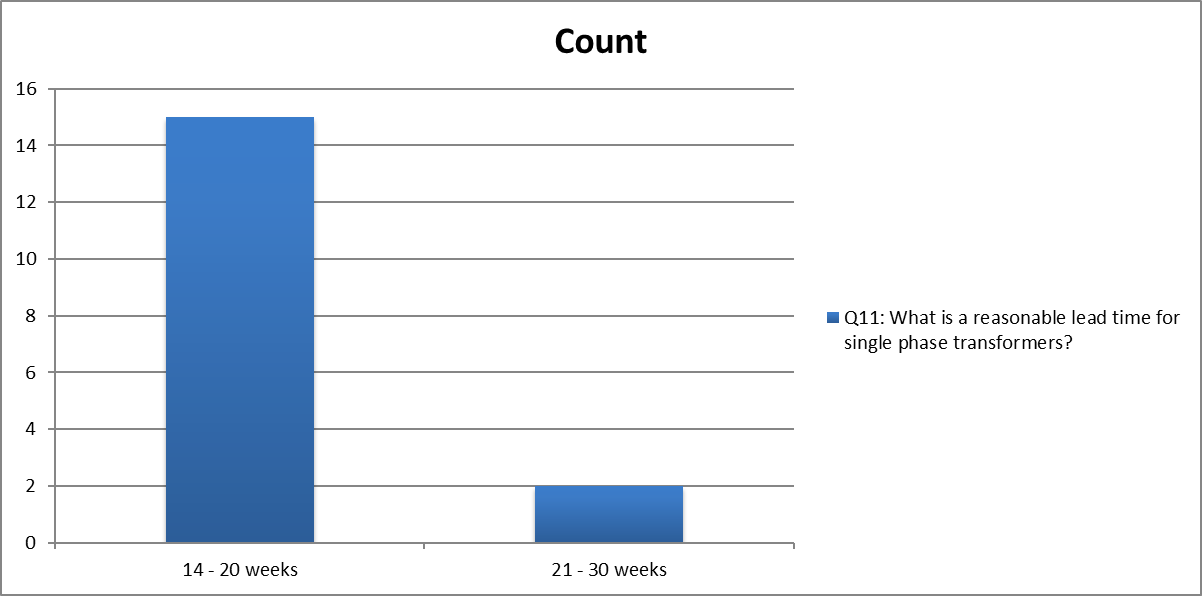 Count
16
14
12
10
8
6
4
2
0
14 - 20 weeks
21 - 30 weeks
Q11: What is a reasonable lead time for
single phase transformers?